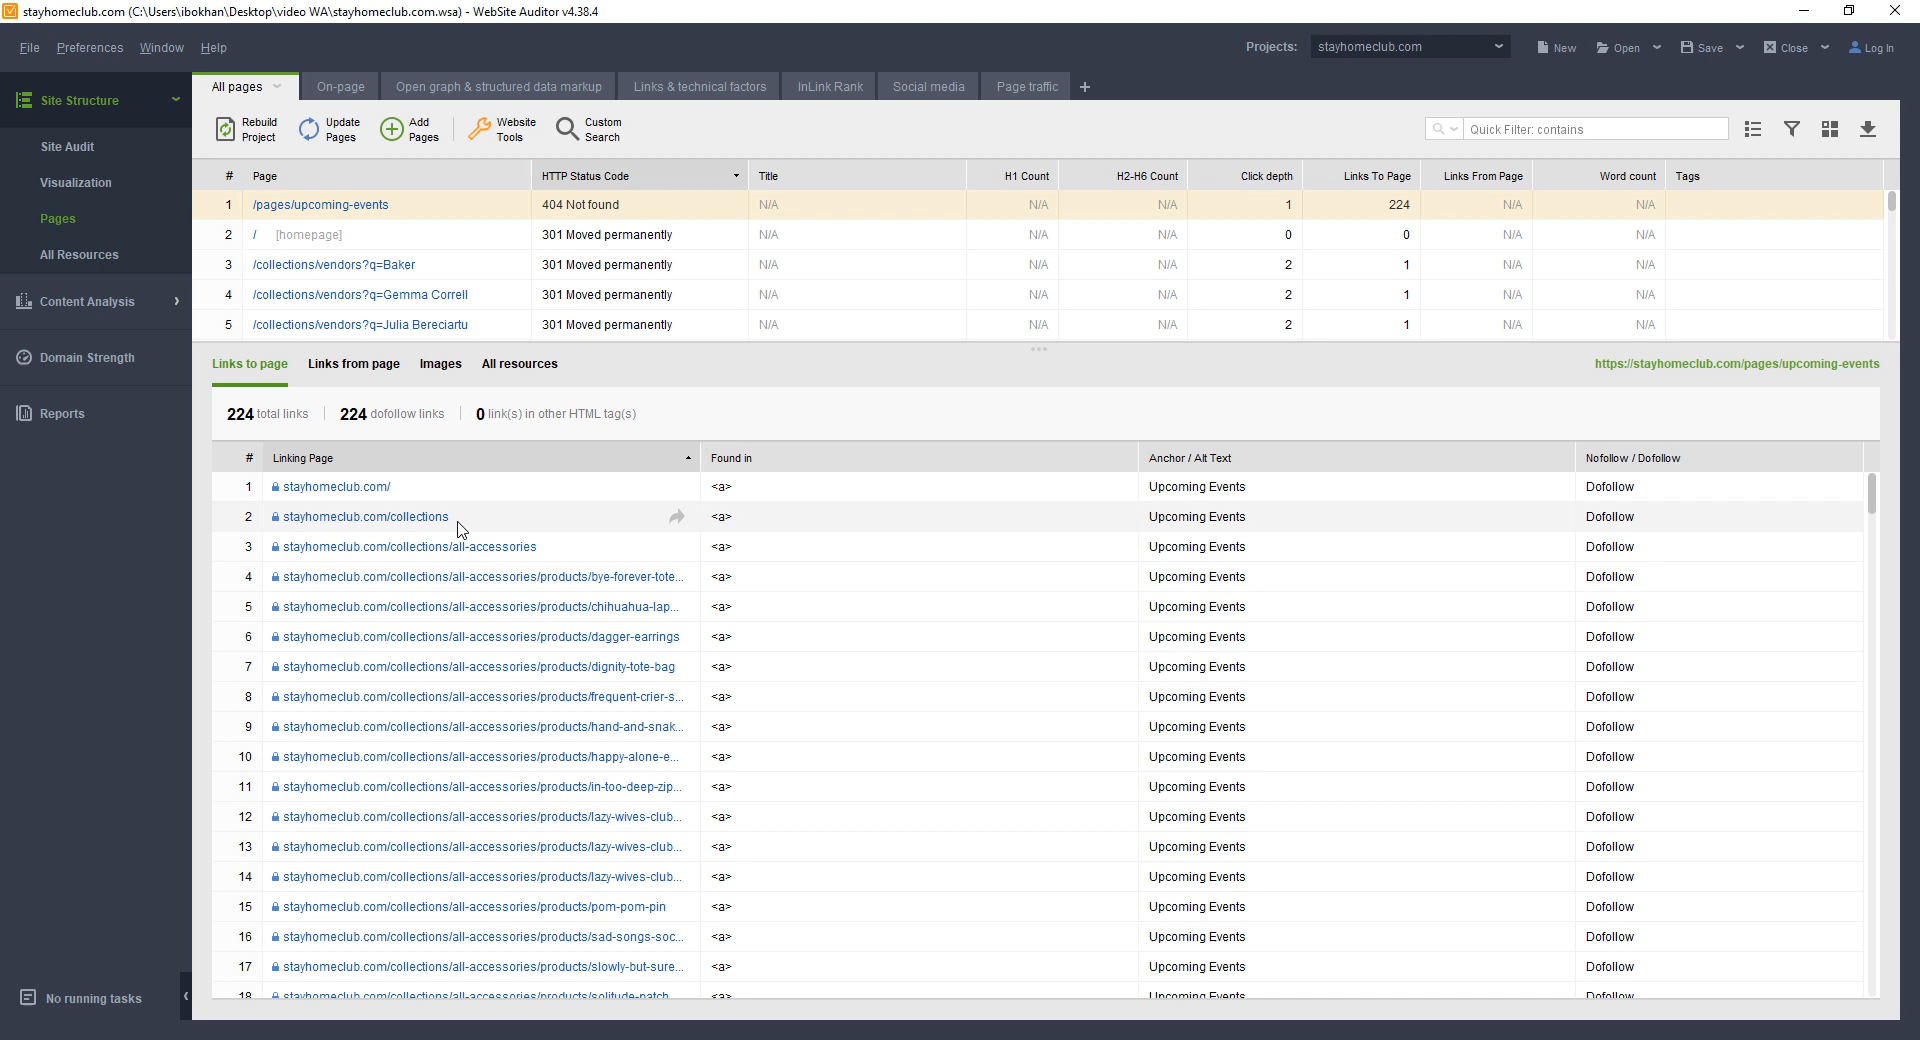 stayhomeclub.com (C:\Users\ibokhan\Desktop\video WA\stayhomeclub.com.wsa) - WebSite Auditor v4.38.4
File Preferences Window Help Projects: stayhomeclub.com New Open Save Close Log In
Site Structure
Site Audit
Visualization
Pages
All Resources
Content Analysis
Domain Strength
Reports
No running tasks
All pages On-page Open graph & structured data markup Links & technical factors InLink Rank Social media Page traffic +
Rebuild Project Update Pages Add Pages Website Tools Custom Search Quick Filter: contains
# Page HTTP Status Code Title H1 Count H2-H6 Count Click depth Links To Page Links From Page Word count Tags
1 /pages/upcoming-events 404 Not found N/A N/A N/A 1 224 N/A N/A
2 / [homepage] 301 Moved permanently N/A N/A N/A 0 0 N/A N/A
3 /collections/vendors?q=Baker 301 Moved permanently N/A N/A N/A 2 1 N/A N/A
4 /collections/vendors?q=Gemma Correll 301 Moved permanently N/A N/A N/A 2 1 N/A N/A
5 /collections/vendors?q=Julia Bereciartu 301 Moved permanently N/A N/A N/A 2 1 N/A N/A
Links to page Links from page Images All resources https://stayhomeclub.com/pages/upcoming-events
224 total links 224 dofollow links 0 link(s) in other HTML tag(s)
# Linking Page Found in Anchor / Alt Text Nofollow / Dofollow
1 stayhomeclub.com/ <a> Upcoming Events Dofollow
2 stayhomeclub.com/collections <a> Upcoming Events Dofollow
3 stayhomeclub.com/collections/all-accessories <a> Upcoming Events Dofollow
4 stayhomeclub.com/collections/all-accessories/products/bye-forever-tote... <a> Upcoming Events Dofollow
5 stayhomeclub.com/collections/all-accessories/products/chihuahua-lap... <a> Upcoming Events Dofollow
6 stayhomeclub.com/collections/all-accessories/products/dagger-earrings <a> Upcoming Events Dofollow
7 stayhomeclub.com/collections/all-accessories/products/dignity-tote-bag <a> Upcoming Events Dofollow
8 stayhomeclub.com/collections/all-accessories/products/frequent-crier-s... <a> Upcoming Events Dofollow
9 stayhomeclub.com/collections/all-accessories/products/hand-and-snak... <a> Upcoming Events Dofollow
10 stayhomeclub.com/collections/all-accessories/products/happy-alone-e... <a> Upcoming Events Dofollow
11 stayhomeclub.com/collections/all-accessories/products/in-too-deep-zip... <a> Upcoming Events Dofollow
12 stayhomeclub.com/collections/all-accessories/products/lazy-wives-club... <a> Upcoming Events Dofollow
13 stayhomeclub.com/collections/all-accessories/products/lazy-wives-club... <a> Upcoming Events Dofollow
14 stayhomeclub.com/collections/all-accessories/products/lazy-wives-club... <a> Upcoming Events Dofollow
15 stayhomeclub.com/collections/all-accessories/products/pom-pom-pin <a> Upcoming Events Dofollow
16 stayhomeclub.com/collections/all-accessories/products/sad-songs-soc... <a> Upcoming Events Dofollow
17 stayhomeclub.com/collections/all-accessories/products/slowly-but-sure... <a> Upcoming Events Dofollow
18 stayhomeclub.com/collections/all-accessories/products/solitude-patch <a> Upcoming Events Dofollow